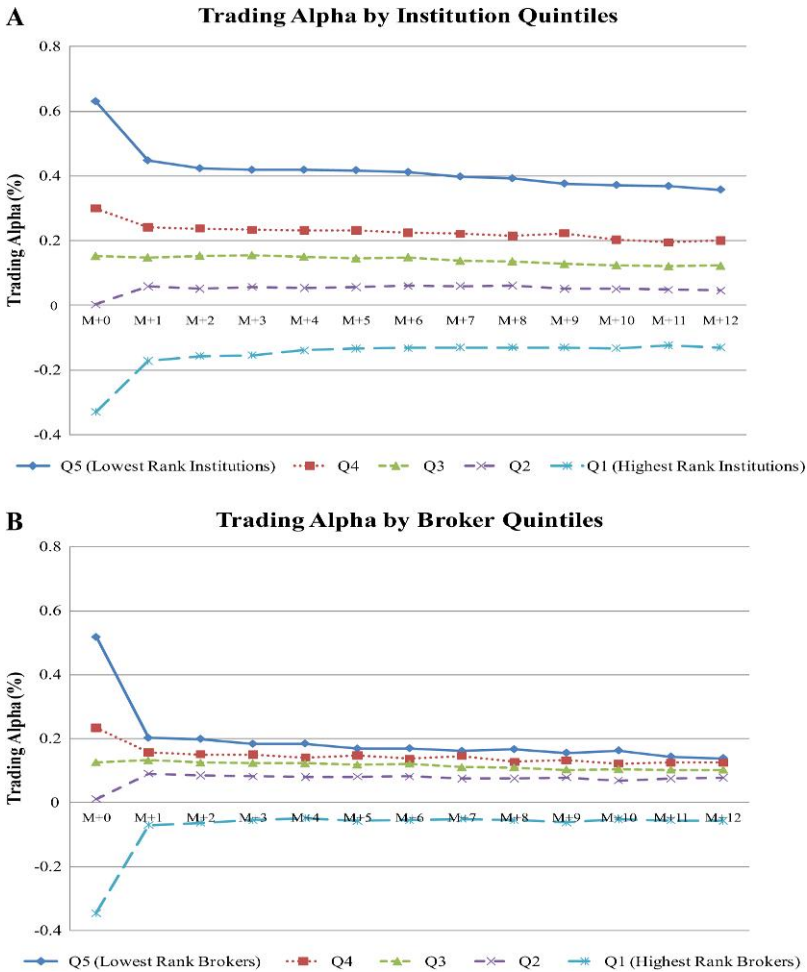 A
Trading Alpha by Institution Quintiles
Trading Alpha (%)
0.8
0.6
0.4
0.2
0
-0.2
-0.4
M+0 M+1 M+2 M+3 M+4 M+5 M+6 M+7 M+8 M+9 M+10 M+11 M+12
Q5 (Lowest Rank Institutions) Q4 Q3 Q2 Q1 (Highest Rank Institutions)
B
Trading Alpha by Broker Quintiles
Trading Alpha (%)
0.8
0.6
0.4
0.2
0
-0.2
-0.4
M+0 M+1 M+2 M+3 M+4 M+5 M+6 M+7 M+8 M+9 M+10 M+11 M+12
Q5 (Lowest Rank Brokers) Q4 Q3 Q2 Q1 (Highest Rank Brokers)